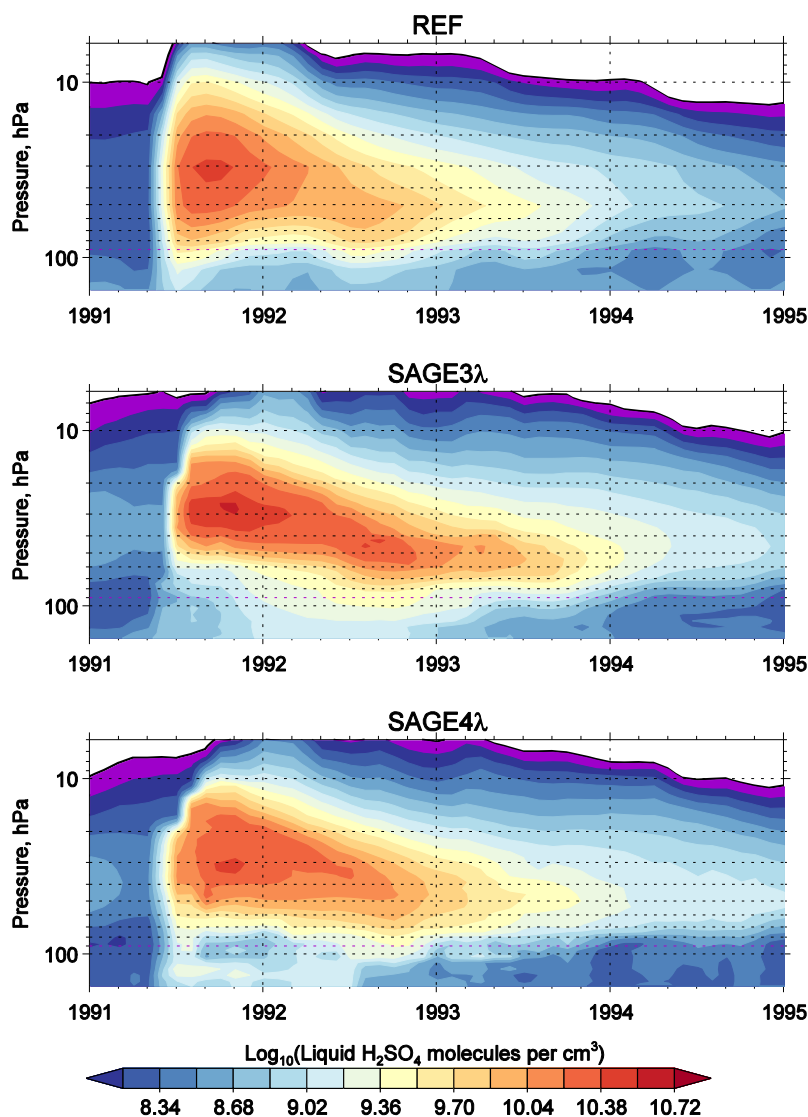 REF
10
100
Pressure, hPa
1991 1992 1993 1994 1995
SAGE3λ
10
100
Pressure, hPa
1991 1992 1993 1994 1995
SAGE4λ
10
100
Pressure, hPa
1991 1992 1993 1994 1995
Log₁₀(Liquid H₂SO₄ molecules per cm³)
8.34 8.68 9.02 9.36 9.70 10.04 10.38 10.72